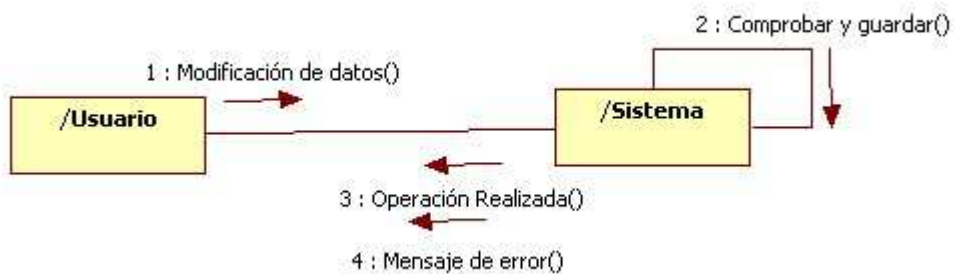 2 : Comprobar y guardar()
1 : Modificación de datos()
/Usuario
/Sistema
3 : Operación Realizada()
4 : Mensaje de error()